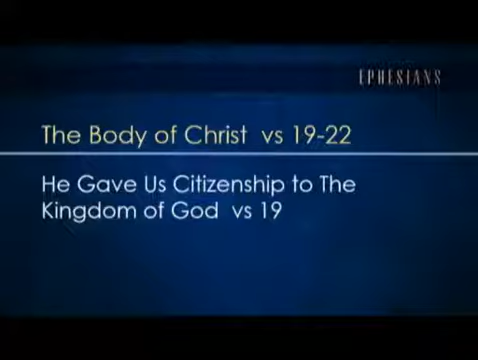 EPHESIANS
The Body of Christ vs 19-22
He Gave Us Citizenship to The
Kingdom of God vs 19